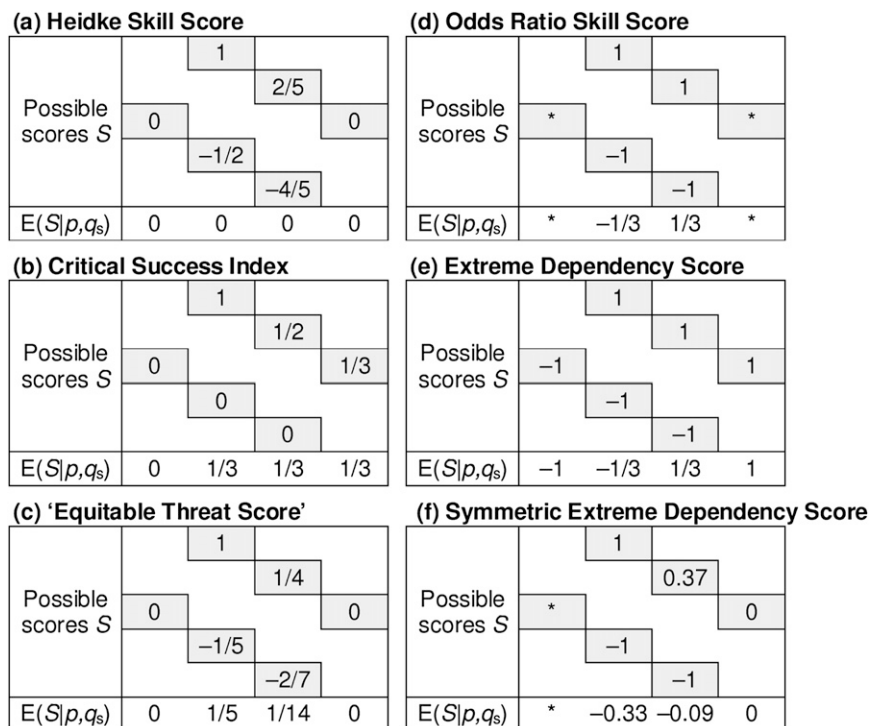 (a) Heidke Skill Score
1
2/5
Possible scores S
0 0
–1/2
–4/5
E(S|p,qs) 0 0 0 0
(b) Critical Success Index
1
1/2
Possible scores S
0 1/3
0
0
E(S|p,qs) 0 1/3 1/3 1/3
(c) ‘Equitable Threat Score’
1
1/4
Possible scores S
0 0
–1/5
–2/7
E(S|p,qs) 0 1/5 1/14 0
(d) Odds Ratio Skill Score
1
1
Possible scores S
* *
–1
–1
E(S|p,qs) * –1/3 1/3 *
(e) Extreme Dependency Score
1
1
Possible scores S
–1 1
–1
–1
E(S|p,qs) –1 –1/3 1/3 1
(f) Symmetric Extreme Dependency Score
1
0.37
Possible scores S
* 0
–1
–1
E(S|p,qs) * –0.33 –0.09 0